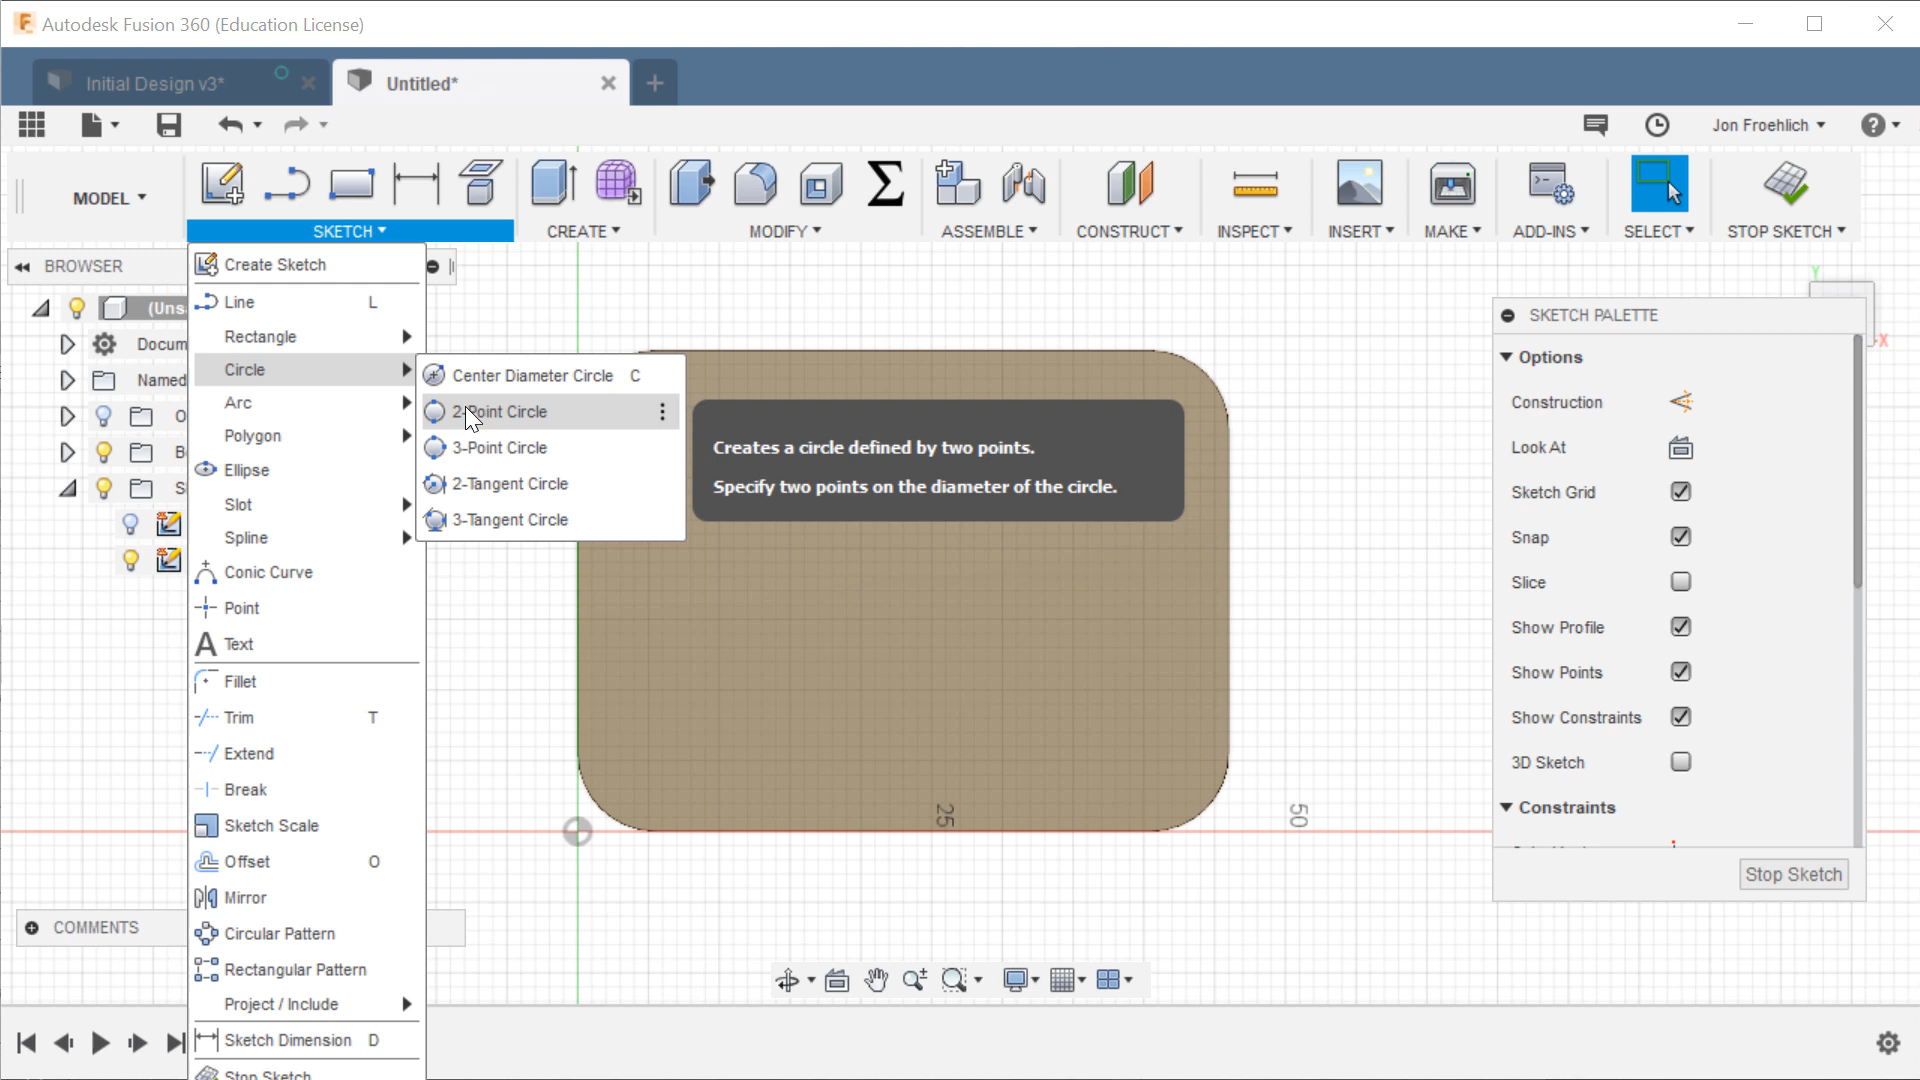 Autodesk Fusion 360 (Education License)
Initial Design v3*
Untitled*
Jon Froehlich
MODEL
SKETCH
CREATE
MODIFY
ASSEMBLE
CONSTRUCT
INSPECT
INSERT
MAKE
ADD-INS
SELECT
STOP SKETCH
BROWSER
(Uns
Docum
Named
O
B
S
Create Sketch
Line L
Rectangle
Circle
Arc
Polygon
Ellipse
Slot
Spline
Conic Curve
Point
Text
Fillet
Trim T
Extend
Break
Sketch Scale
Offset O
Mirror
Circular Pattern
Rectangular Pattern
Project / Include
Sketch Dimension D
Stop Sketch
Center Diameter Circle C
2-Point Circle
3-Point Circle
2-Tangent Circle
3-Tangent Circle
Creates a circle defined by two points.
Specify two points on the diameter of the circle.
25
50
Y
X
SKETCH PALETTE
Options
Construction
Look At
Sketch Grid
Snap
Slice
Show Profile
Show Points
Show Constraints
3D Sketch
Constraints
Stop Sketch
COMMENTS